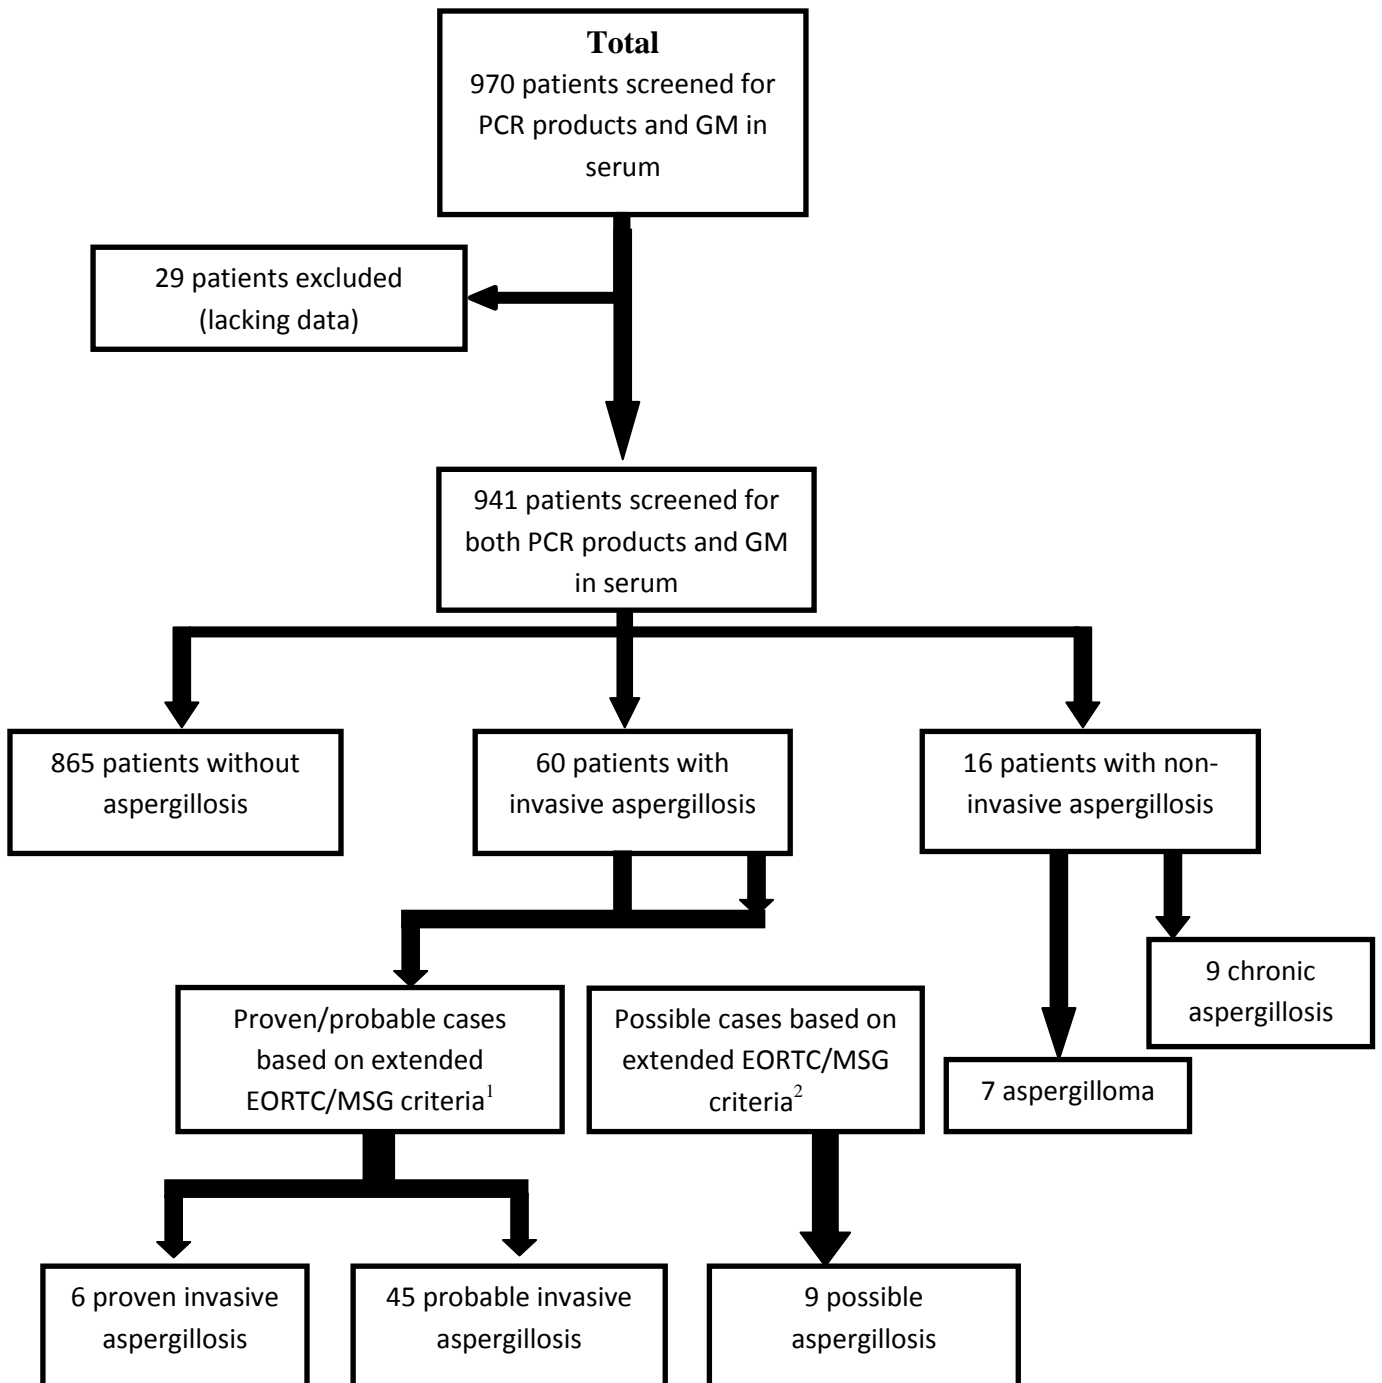 Total
970 patients screened for
PCR products and GM in
serum
29 patients excluded
(lacking data)
941 patients screened for
both PCR products and GM
in serum
865 patients without
aspergillosis
60 patients with
invasive aspergillosis
16 patients with non-
invasive aspergillosis
9 chronic
aspergillosis
Proven/probable cases
based on extended
EORTC/MSG criteria¹
Possible cases based on
extended EORTC/MSG
criteria²
7 aspergilloma
6 proven invasive
aspergillosis
45 probable invasive
aspergillosis
9 possible
aspergillosis